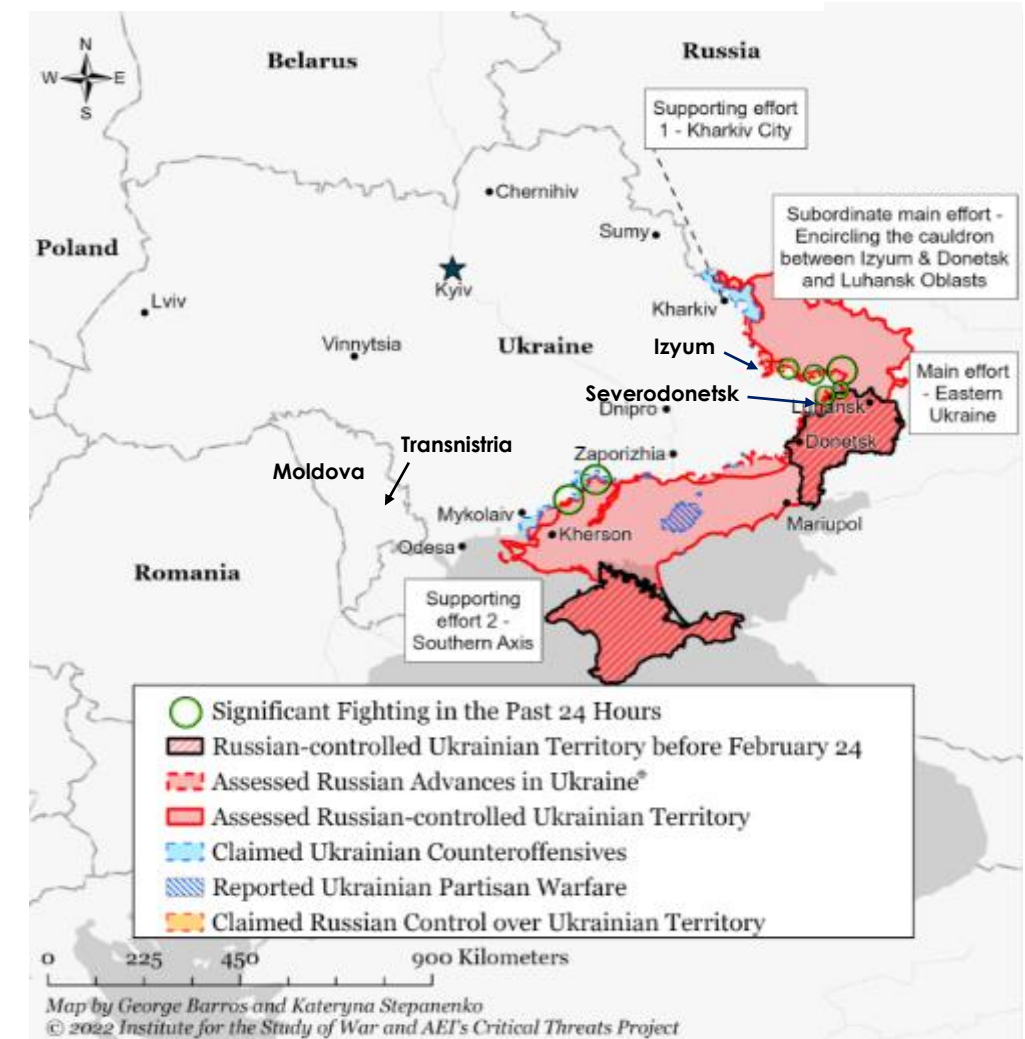 N
W E
S
Belarus
Russia
Supporting effort
1 - Kharkiv City
Chernihiv
Subordinate main effort -
Encircling the cauldron
between Izyum & Donetsk
and Luhansk Oblasts
Sumy
Poland
Kyiv
Lviv
Kharkiv
Vinnytsia
Ukraine
Izyum
Main effort
- Eastern
Ukraine
Severodonetsk
Dnipro
Luhansk
Donetsk
Transnistria
Zaporizhia
Moldova
Mykolaiv
Mariupol
Kherson
Odesa
Romania
Supporting
effort 2 -
Southern Axis
Significant Fighting in the Past 24 Hours
Russian-controlled Ukrainian Territory before February 24
Assessed Russian Advances in Ukraine*
Assessed Russian-controlled Ukrainian Territory
Claimed Ukrainian Counteroffensives
Reported Ukrainian Partisan Warfare
Claimed Russian Control over Ukrainian Territory
0 225 450 900 Kilometers
Map by George Barros and Kateryna Stepanenko
© 2022 Institute for the Study of War and AEI's Critical Threats Project